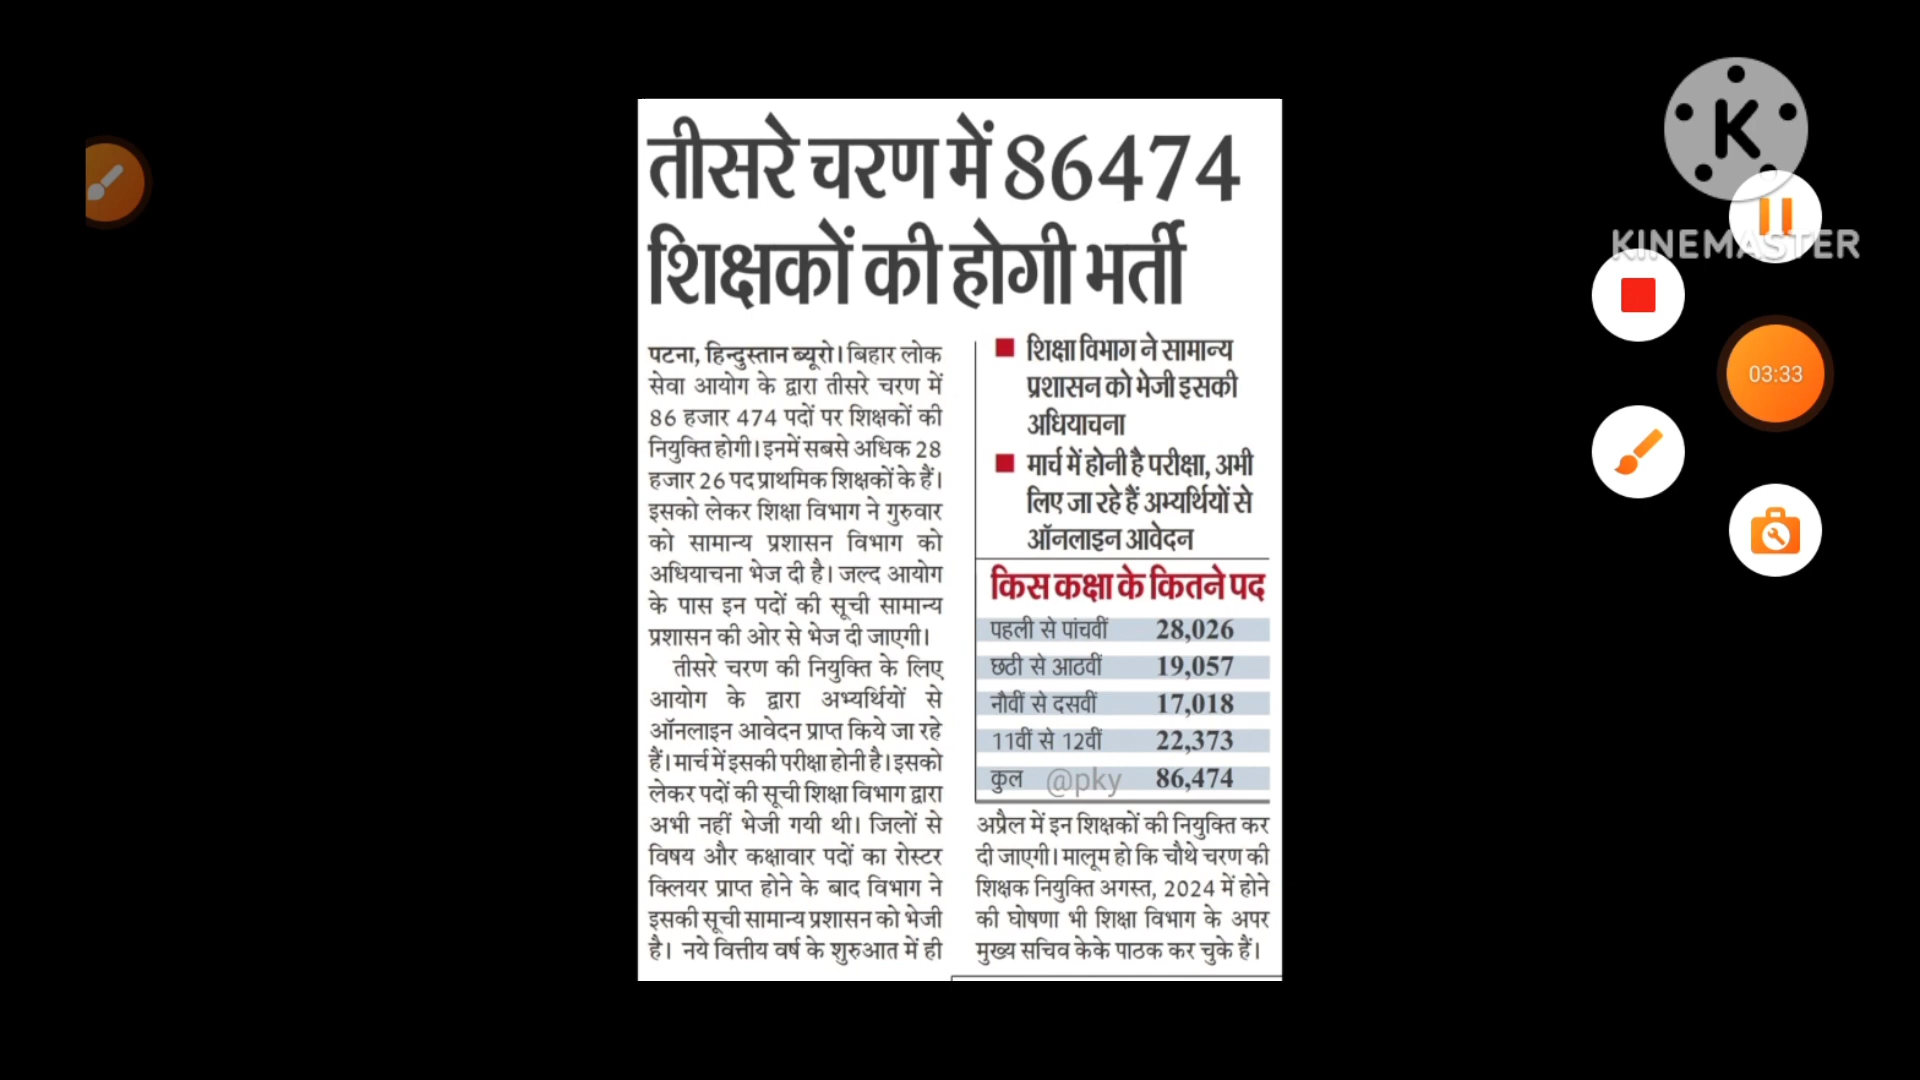 तीसरे चरण में 86474
शिक्षकों की होगी भर्ती
पटना, हिन्दुस्तान ब्यूरो। बिहार लोक
सेवा आयोग के द्वारा तीसरे चरण में
86 हजार 474 पदों पर शिक्षकों की
नियुक्ति होगी। इनमें सबसे अधिक 28
हजार 26 पद प्राथमिक शिक्षकों के हैं।
इसको लेकर शिक्षा विभाग ने गुरुवार
को सामान्य प्रशासन विभाग को
अधियाचना भेज दी है। जल्द आयोग
के पास इन पदों की सूची सामान्य
प्रशासन की ओर से भेज दी जाएगी।
तीसरे चरण की नियुक्ति के लिए
आयोग के द्वारा अभ्यर्थियों से
ऑनलाइन आवेदन प्राप्त किये जा रहे
हैं। मार्च में इसकी परीक्षा होनी है। इसको
लेकर पदों की सूची शिक्षा विभाग द्वारा
अभी नहीं भेजी गयी थी। जिलों से
विषय और कक्षावार पदों का रोस्टर
क्लियर प्राप्त होने के बाद विभाग ने
इसकी सूची सामान्य प्रशासन को भेजी
है। नये वित्तीय वर्ष के शुरुआत में ही
शिक्षा विभाग ने सामान्य
प्रशासन को भेजी इसकी
अधियाचना
मार्च में होनी है परीक्षा, अभी
लिए जा रहे हैं अभ्यर्थियों से
ऑनलाइन आवेदन
किस कक्षा के कितने पद
पहली से पांचवीं 28,026
छठी से आठवीं 19,057
नौवीं से दसवीं 17,018
11वीं से 12वीं 22,373
कुल @pky 86,474
अप्रैल में इन शिक्षकों की नियुक्ति कर
दी जाएगी। मालूम हो कि चौथे चरण की
शिक्षक नियुक्ति अगस्त, 2024 में होने
की घोषणा भी शिक्षा विभाग के अपर
मुख्य सचिव केके पाठक कर चुके हैं।
K
KINEMASTER
03:33